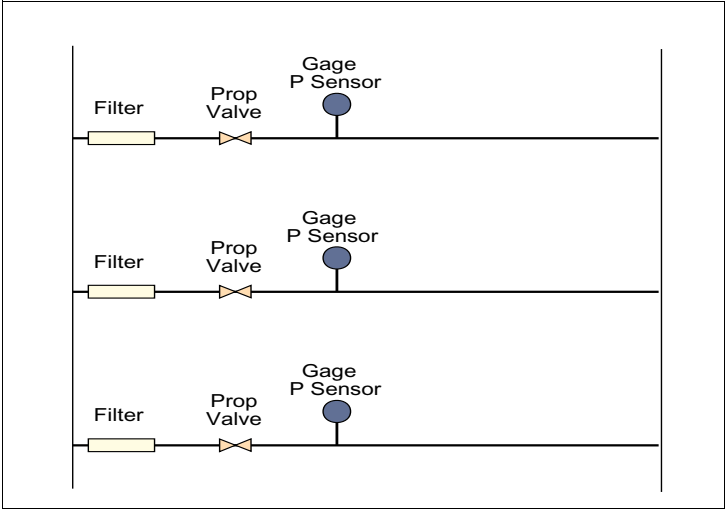 Filter
Prop
Valve
Gage
P Sensor
Filter
Prop
Valve
Gage
P Sensor
Filter
Prop
Valve
Gage
P Sensor